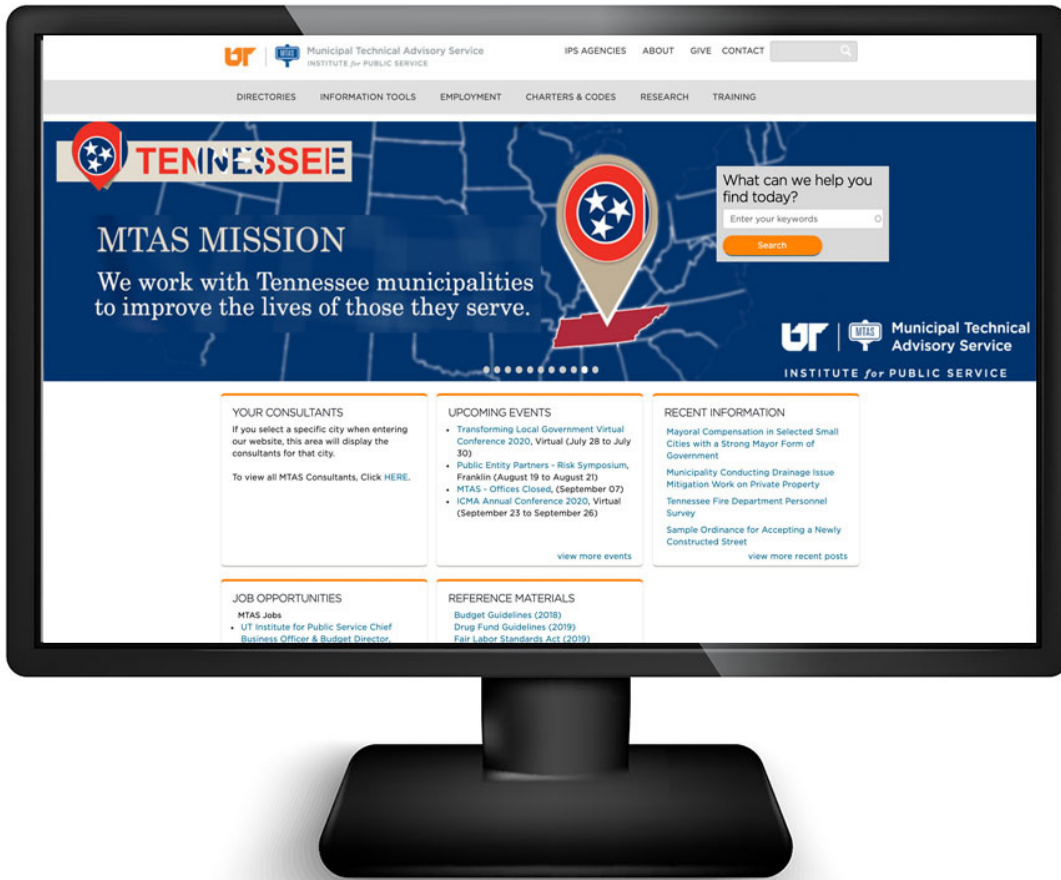 UT MTAS Municipal Technical Advisory Service
INSTITUTE for PUBLIC SERVICE
IPS AGENCIES ABOUT GIVE CONTACT
DIRECTORIES INFORMATION TOOLS EMPLOYMENT CHARTERS & CODES RESEARCH TRAINING
TENNESSEE
MTAS MISSION
We work with Tennessee municipalities
to improve the lives of those they serve.
What can we help you
find today?
Enter your keywords
Search
UT MTAS Municipal Technical
Advisory Service
INSTITUTE for PUBLIC SERVICE
YOUR CONSULTANTS
If you select a specific city when entering
our website, this area will display the
consultants for that city.
To view all MTAS Consultants, Click HERE.
UPCOMING EVENTS
• Transforming Local Government Virtual
Conference 2020, Virtual (July 28 to July
30)
• Public Entity Partners - Risk Symposium,
Franklin (August 19 to August 21)
• MTAS - Offices Closed, (September 07)
• ICMA Annual Conference 2020, Virtual
(September 23 to September 26)
view more events
RECENT INFORMATION
Mayoral Compensation in Selected Small
Cities with a Strong Mayor Form of
Government
Municipality Conducting Drainage Issue
Mitigation Work on Private Property
Tennessee Fire Department Personnel
Survey
Sample Ordinance for Accepting a Newly
Constructed Street
view more recent posts
JOB OPPORTUNITIES
MTAS Jobs
• UT Institute for Public Service Chief
Business Officer & Budget Director,
REFERENCE MATERIALS
Budget Guidelines (2018)
Drug Fund Guidelines (2019)
Fair Labor Standards Act (2019)